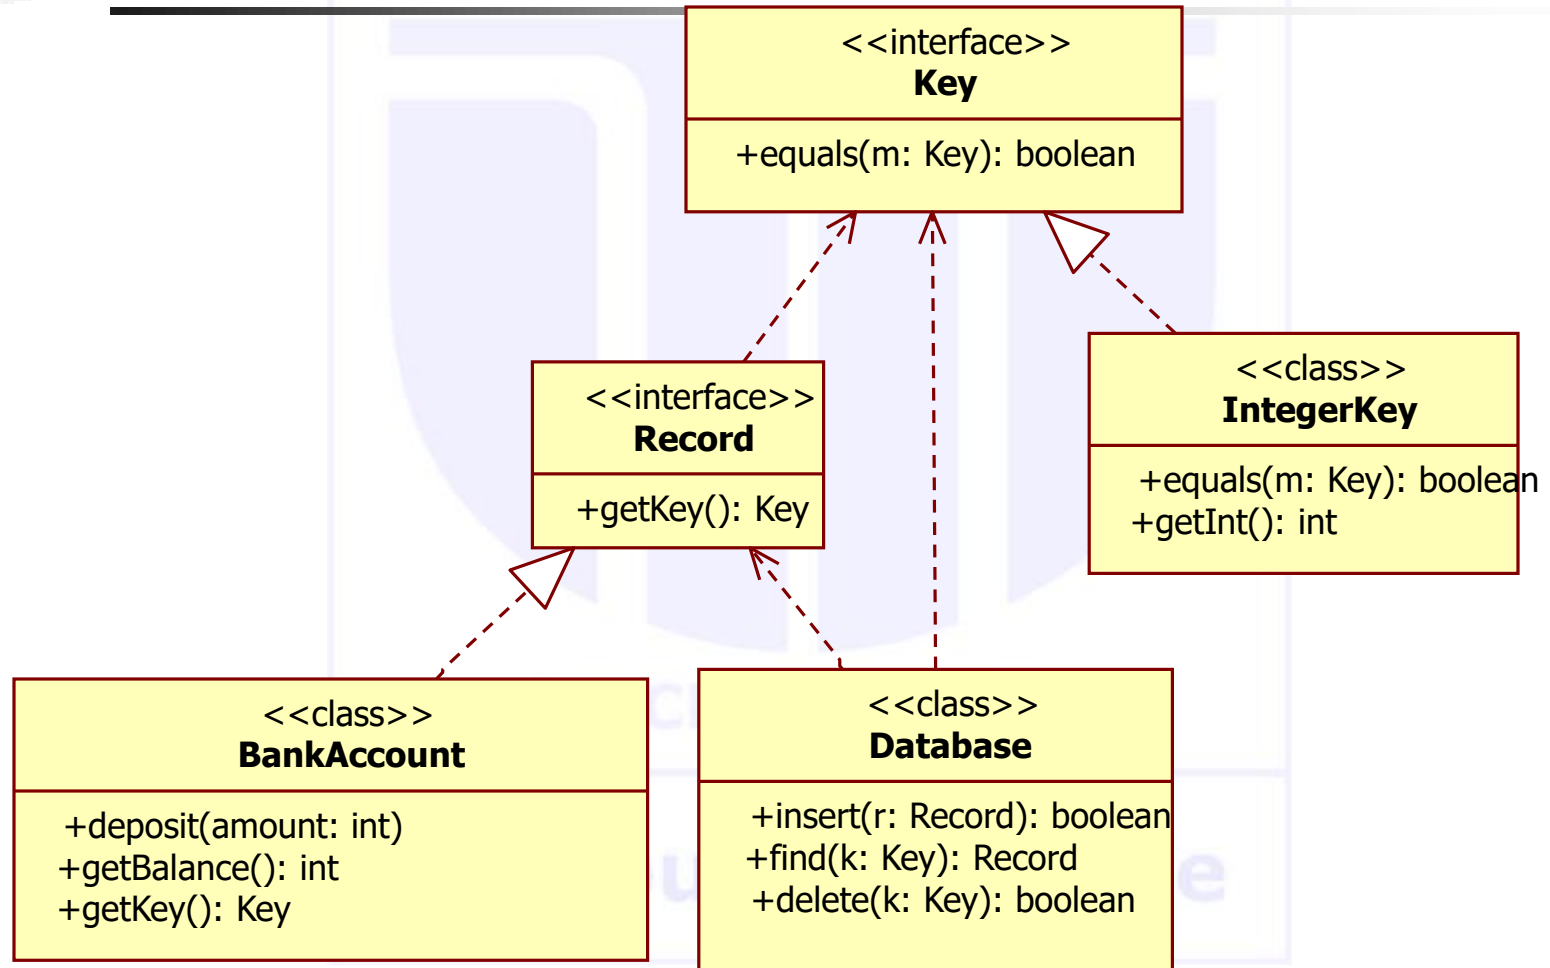 <<interface>>
Key
+equals(m: Key): boolean
<<interface>>
Record
+getKey(): Key
<<class>>
IntegerKey
+equals(m: Key): boolean
+getInt(): int
<<class>>
BankAccount
+deposit(amount: int)
+getBalance(): int
+getKey(): Key
<<class>>
Database
+insert(r: Record): boolean
+find(k: Key): Record
+delete(k: Key): boolean